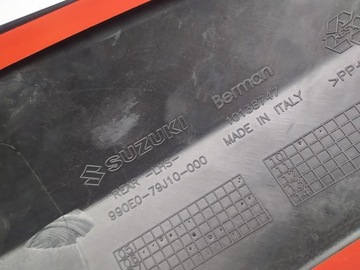 SUZUKI
REAR -LHS-
990E0-79J10-000
Berman
10138747
MADE IN ITALY
>PP+